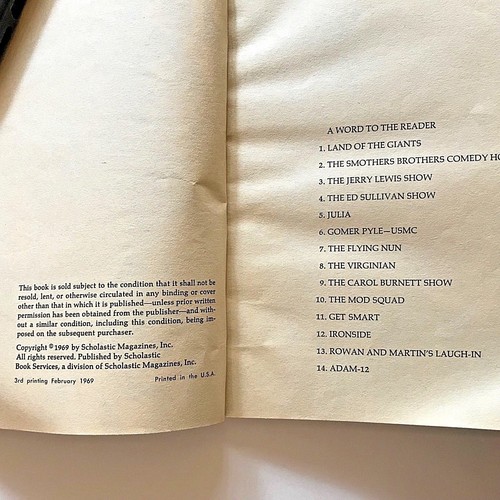 This book is sold subject to the condition that it shall not be
resold, lent, or otherwise circulated in any binding or cover
other than that in which it is published—unless prior written
permission has been obtained from the publisher—and with-
out a similar condition, including this condition, being im-
posed on the subsequent purchaser.
Copyright ©1969 by Scholastic Magazines, Inc.
All rights reserved. Published by Scholastic
Book Services, a division of Scholastic Magazines, Inc.
3rd printing February 1969 Printed in the U.S.A.
A WORD TO THE READER
1. LAND OF THE GIANTS
2. THE SMOTHERS BROTHERS COMEDY
3. THE JERRY LEWIS SHOW
4. THE ED SULLIVAN SHOW
5. JULIA
6. GOMER PYLE—USMC
7. THE FLYING NUN
8. THE VIRGINIAN
9. THE CAROL BURNETT SHOW
10. THE MOD SQUAD
11. GET SMART
12. IRONSIDE
13. ROWAN AND MARTIN'S LAUGH-IN
14. ADAM-12